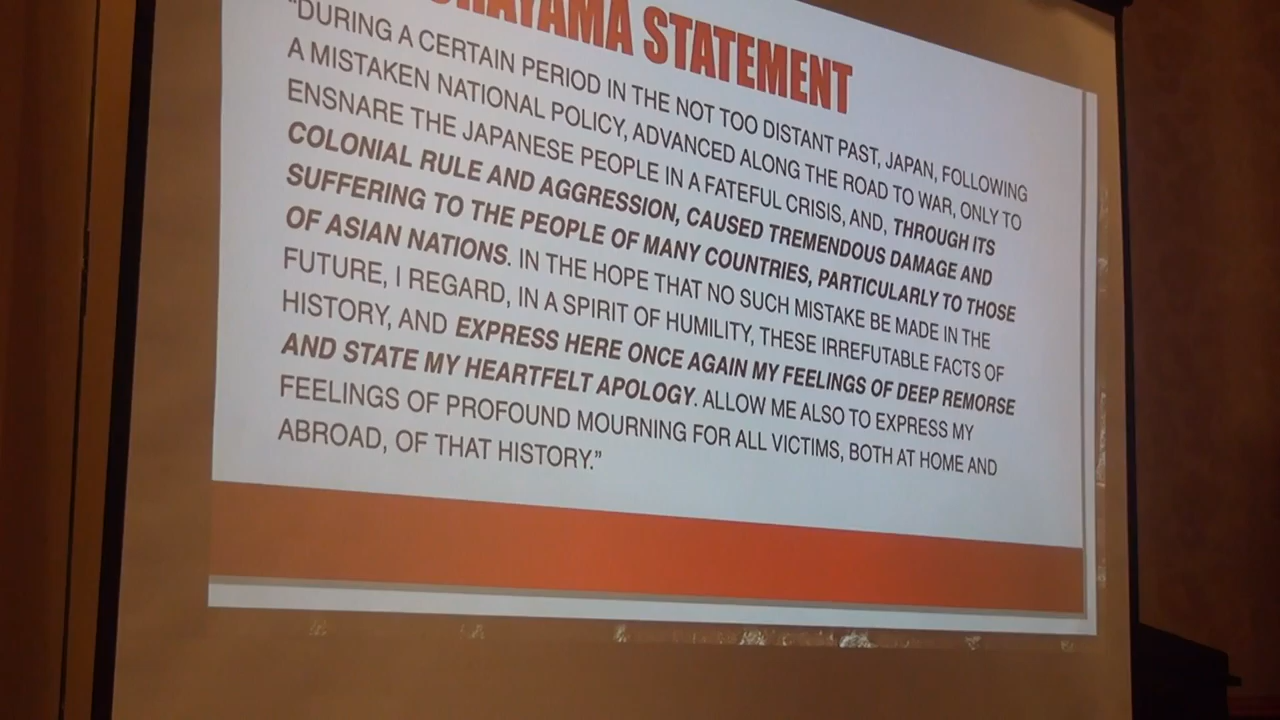 STATEMENT
“DURING A CERTAIN PERIOD IN THE NOT TOO DISTANT PAST, JAPAN, FOLLOWING
A MISTAKEN NATIONAL POLICY, ADVANCED ALONG THE ROAD TO WAR, ONLY TO
ENSNARE THE JAPANESE PEOPLE IN A FATEFUL CRISIS, AND, THROUGH ITS
COLONIAL RULE AND AGGRESSION, CAUSED TREMENDOUS DAMAGE AND
SUFFERING TO THE PEOPLE OF MANY COUNTRIES, PARTICULARLY TO THOSE
OF ASIAN NATIONS. IN THE HOPE THAT NO SUCH MISTAKE BE MADE IN THE
FUTURE, I REGARD, IN A SPIRIT OF HUMILITY, THESE IRREFUTABLE FACTS OF
HISTORY, AND EXPRESS HERE ONCE AGAIN MY FEELINGS OF DEEP REMORSE
AND STATE MY HEARTFELT APOLOGY. ALLOW ME ALSO TO EXPRESS MY
FEELINGS OF PROFOUND MOURNING FOR ALL VICTIMS, BOTH AT HOME AND
ABROAD, OF THAT HISTORY.”